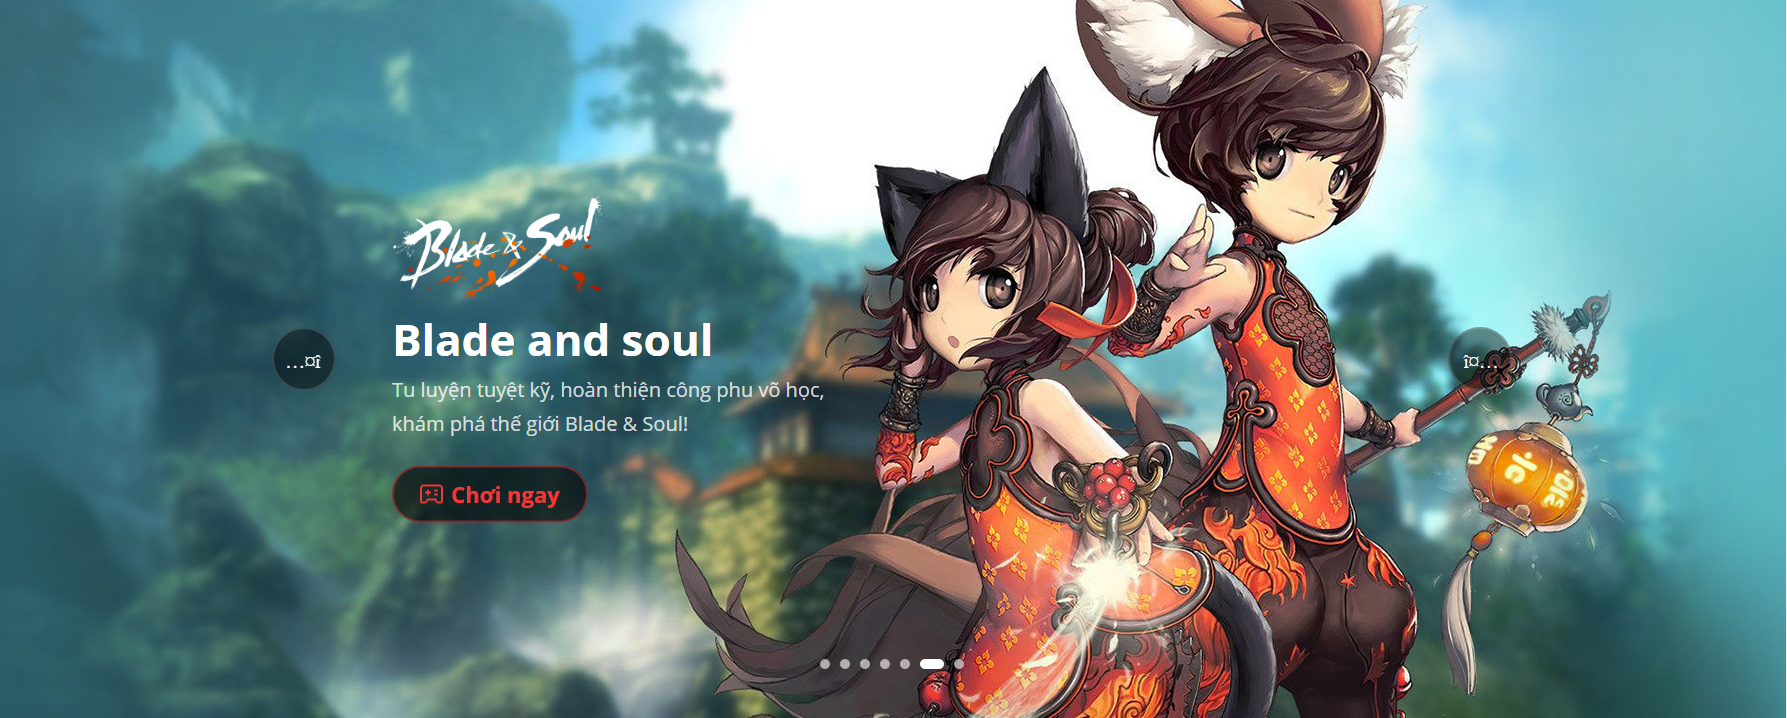 Blade & Soul
Blade and soul
Tu luyện tuyệt kỹ, hoàn thiện công phu võ học,
khám phá thế giới Blade & Soul!
Chơi ngay
…¤î
î¤…